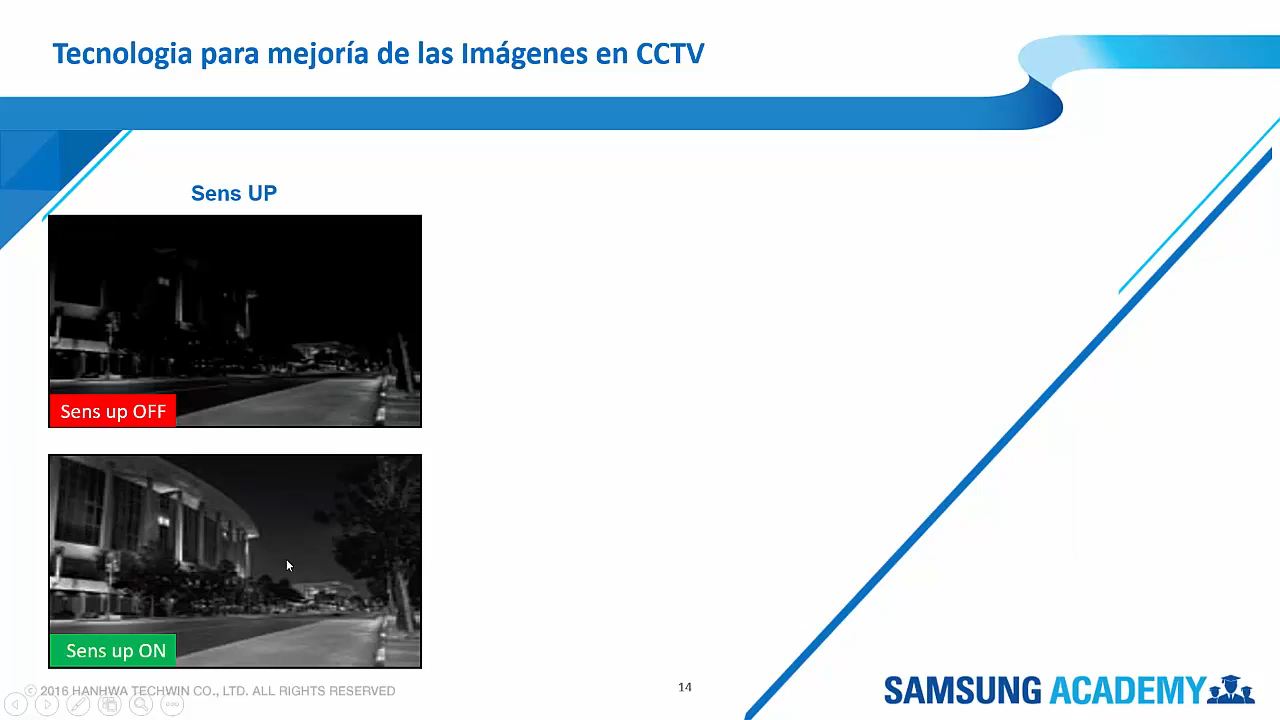 Tecnologia para mejoría de las Imágenes en CCTV
Sens UP
Sens up OFF
Sens up ON
© 2016 HANHWA TECHWIN CO., LTD. ALL RIGHTS RESERVED
14
SAMSUNG ACADEMY